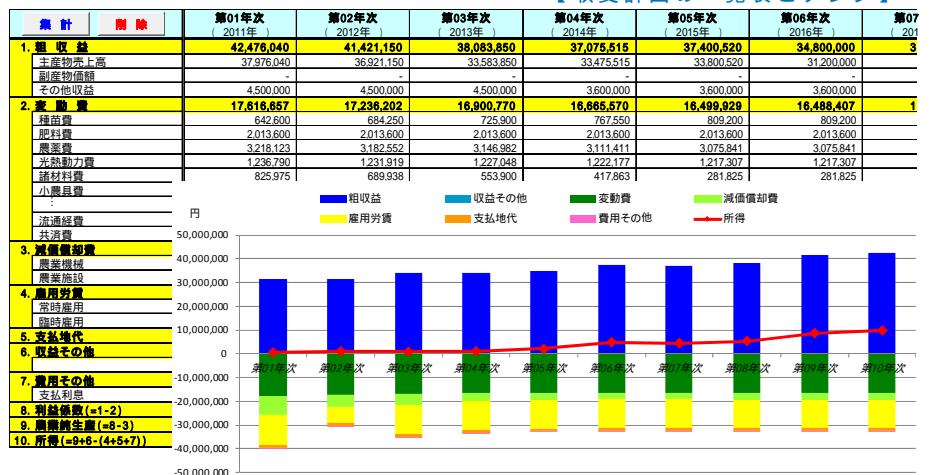 集 計 削 除 第01年次 第02年次 第03年次 第04年次 第05年次 第06年次 第07
( 2011年 ) ( 2012年 ) ( 2013年 ) ( 2014年 ) ( 2015年 ) ( 2016年 ) ( 201
1. 粗 収 益 42,476,040 41,421,150 38,083,850 37,075,515 37,400,520 34,800,000 3
主産物売上高 37,976,040 36,921,150 33,583,850 33,475,515 33,800,520 31,200,000
副産物価額 - - - - - -
その他収益 4,500,000 4,500,000 4,500,000 3,600,000 3,600,000 3,600,000
2. 変 動 費 17,616,657 17,236,202 16,900,770 16,665,570 16,499,929 16,488,407 1
種苗費 642,600 684,250 725,900 767,550 809,200 809,200
肥料費 2,013,600 2,013,600 2,013,600 2,013,600 2,013,600 2,013,600
農薬費 3,218,123 3,182,552 3,146,982 3,111,411 3,075,841 3,075,841
光熱動力費 1,236,790 1,231,919 1,227,048 1,222,177 1,217,307 1,217,307
諸材料費 825,975 689,938 553,900 417,863 281,825 281,825
小農具費
⋮
流通経費
共済費
3. 減価償却費
農業機械
農業施設
4. 雇用労賃
常時雇用
臨時雇用
5. 支払地代
6. 収益その他
7. 費用その他
支払利息
8. 利益係数(=1-2)
9. 農業純生産(=8-3)
10. 所得(=9+6-(4+5+7))
粗収益 収益その他 変動費 減価償却費
雇用労賃 支払地代 費用その他 所得
円
50,000,000
40,000,000
30,000,000
20,000,000
10,000,000
0
-10,000,000
-20,000,000
-30,000,000
-40,000,000
-50,000,000
第01年次 第02年次 第03年次 第04年次 第05年次 第06年次 第07年次 第08年次 第09年次 第10年次